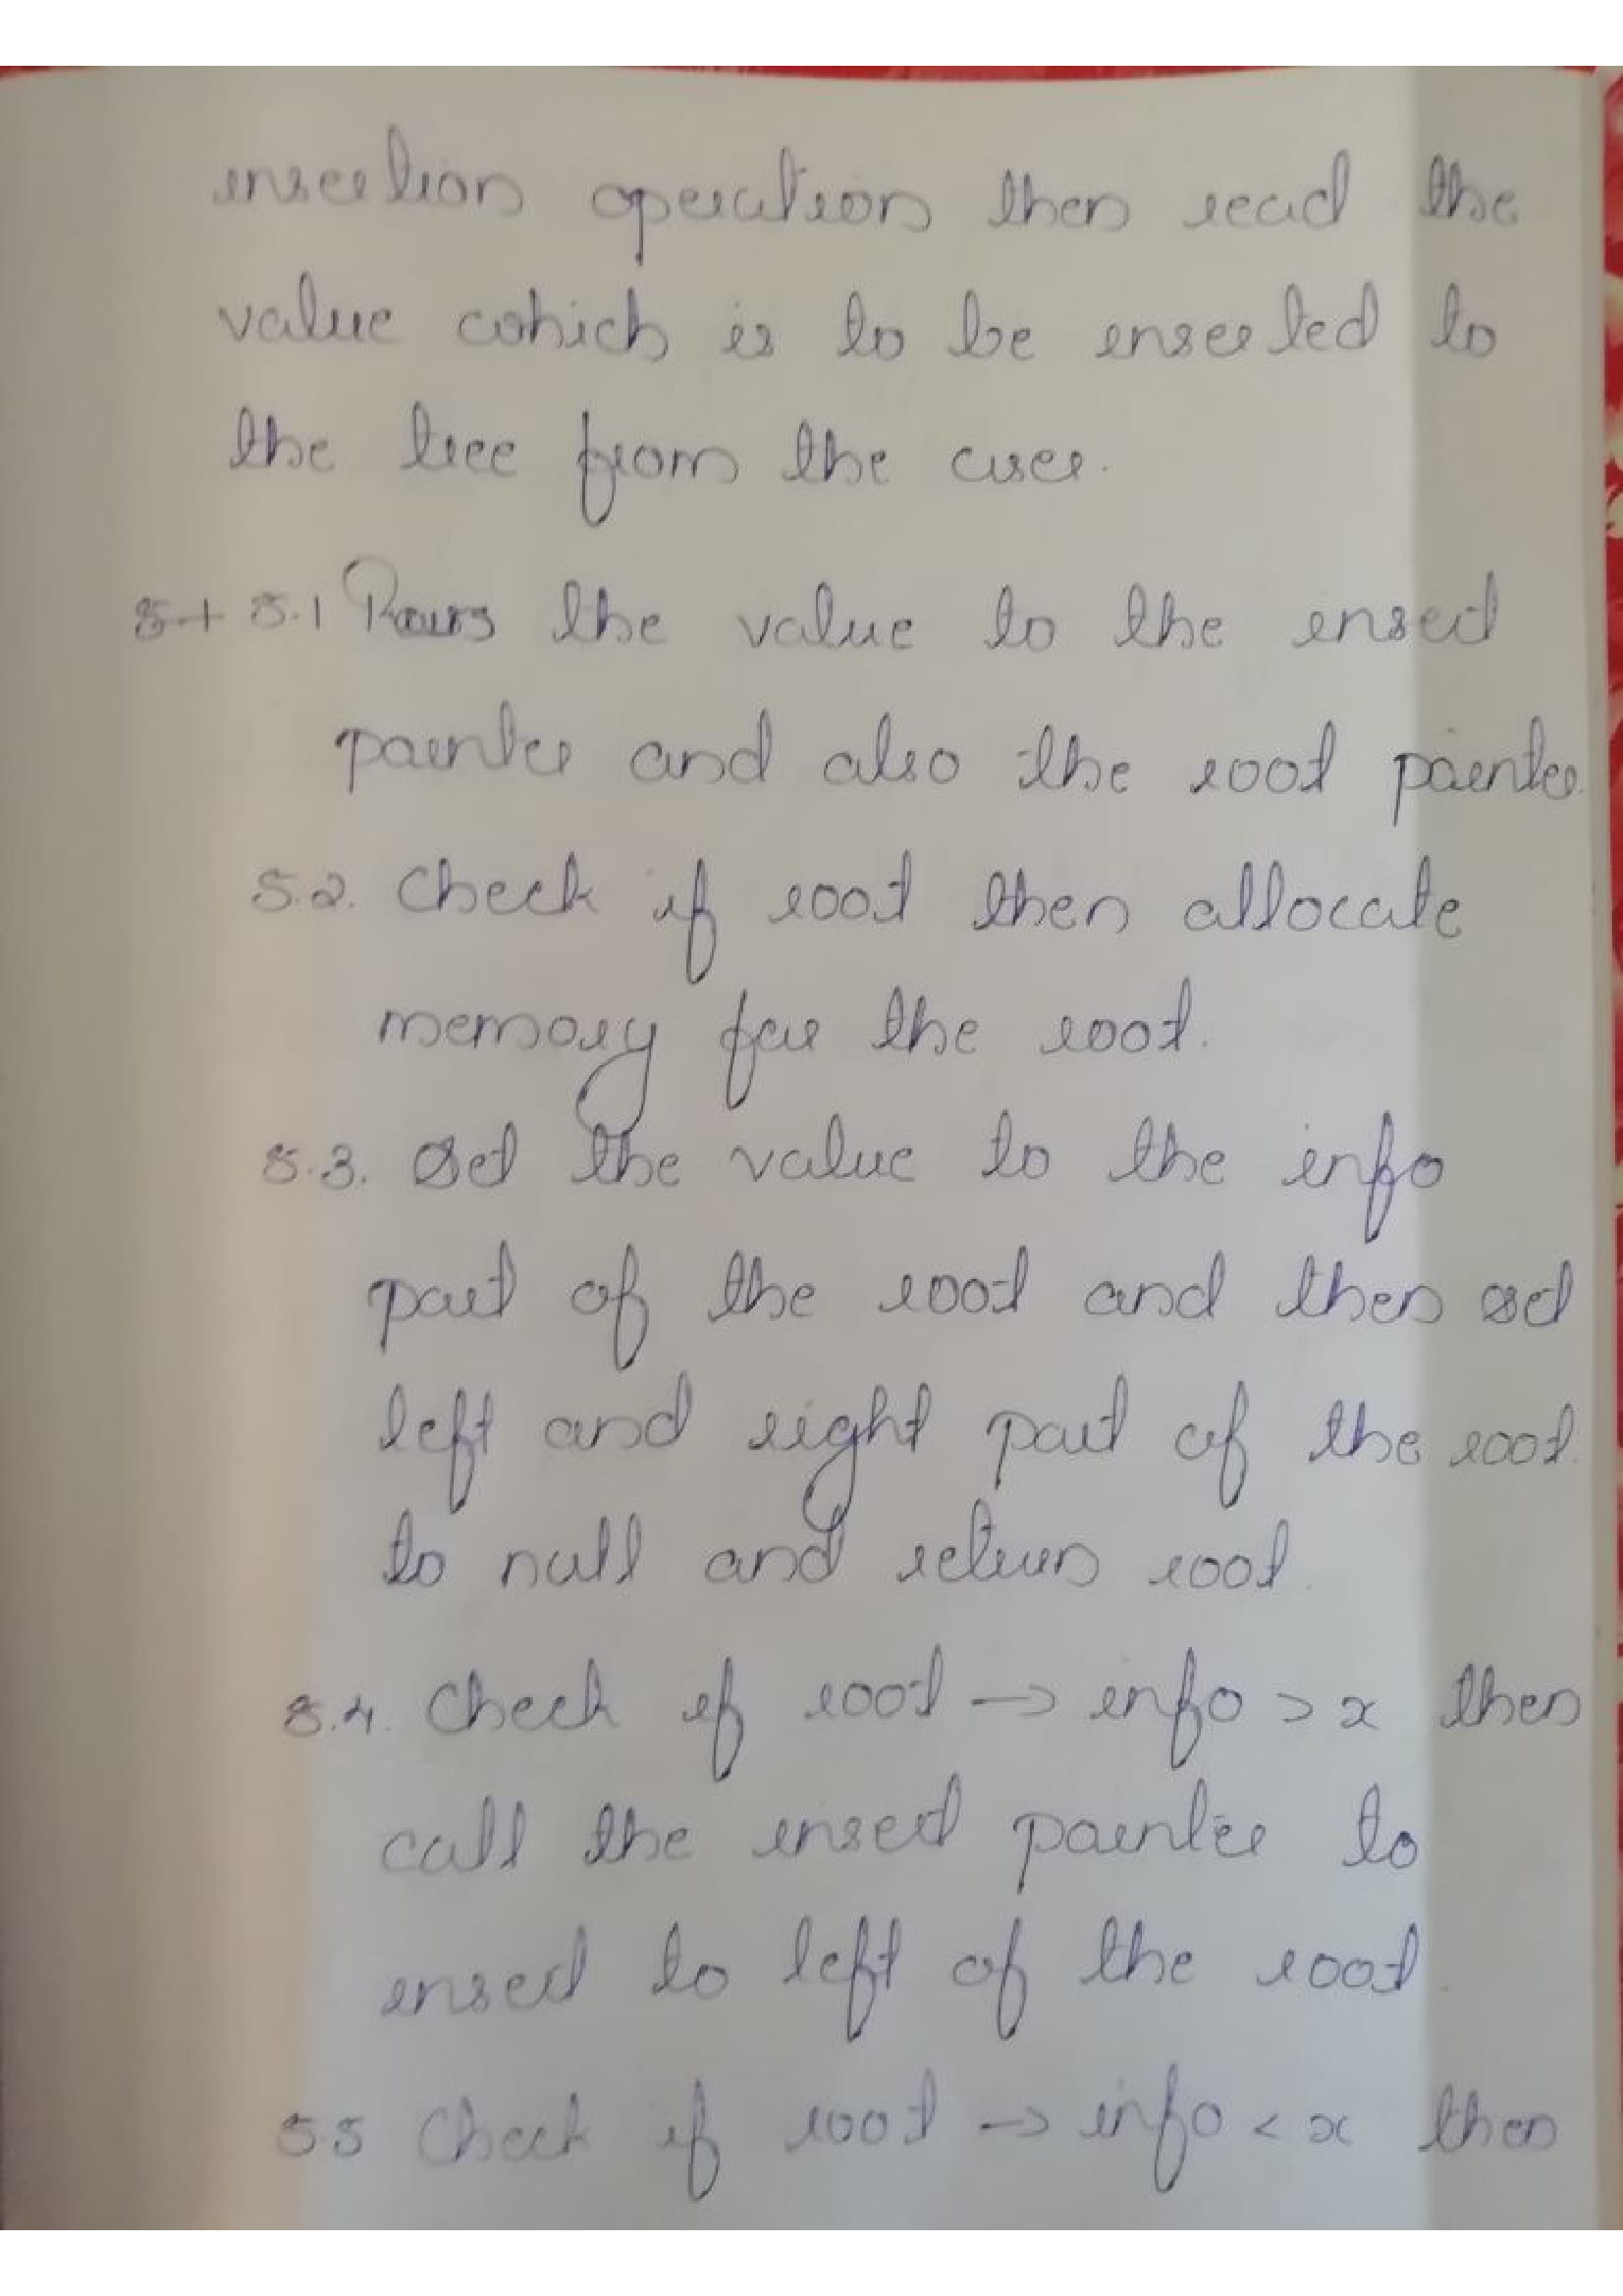 insertion operation then read the
value which is to be inserted to
the tree from the user.
5.1 Pass the value to the insert
pointer and also the root pointer.
5.2. Check if root then allocate
memory for the root.
5.3. Set the value to the info
part of the root and then set
left and right part of the root
to null and return root.
5.4. Check if root → info > x then
call the insert pointer to
insert to left of the root.
5.5 Check if root → info < x then